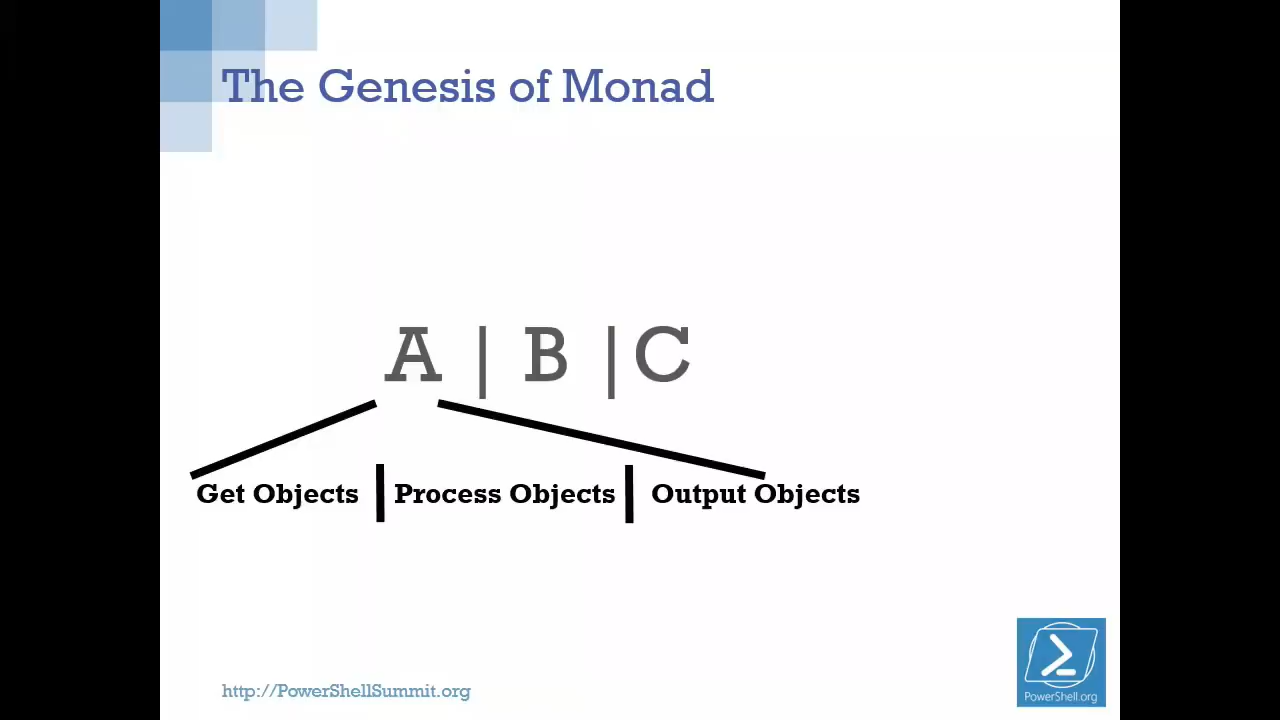 The Genesis of Monad
A | B |C
Get Objects | Process Objects | Output Objects
http://PowerShellSummit.org
PowerShell.org